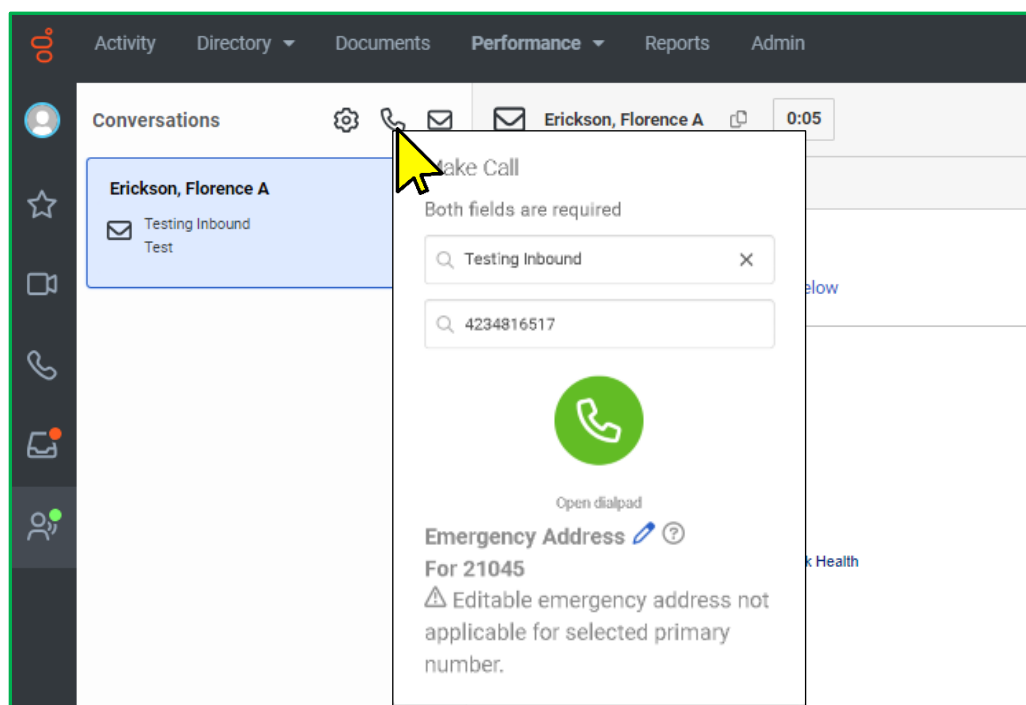 Activity Directory Documents Performance Reports Admin
Conversations
Erickson, Florence A 0:05
Erickson, Florence A
Testing Inbound
Test
Make Call
Both fields are required
Testing Inbound
4234816517
elow
Open dialpad
Emergency Address
For 21045
Editable emergency address not
applicable for selected primary
number.
k Health